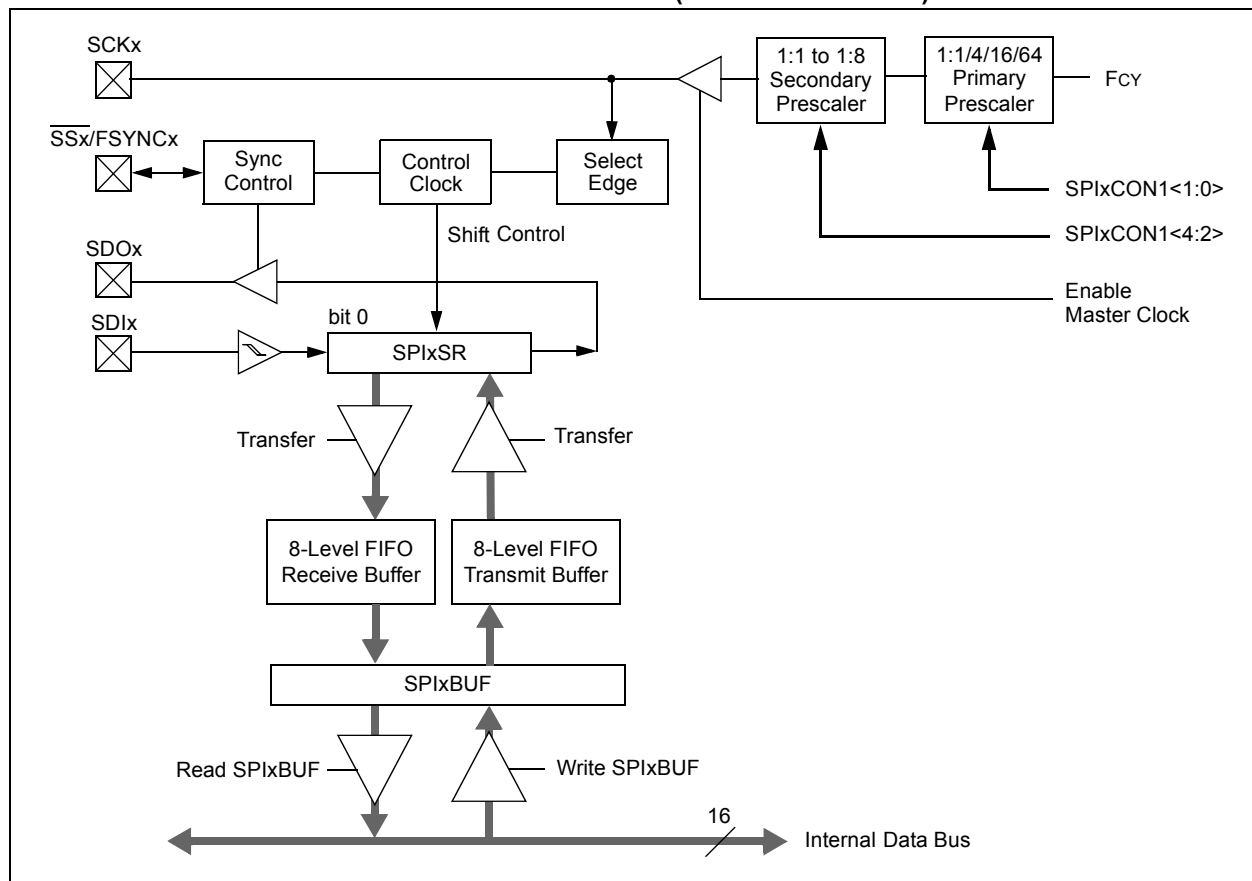 SCKx
1:1 to 1:8
Secondary
Prescaler
1:1/4/16/64
Primary
Prescaler
FCY
SSx/FSYNCx
Sync
Control
Control
Clock
Select
Edge
SPIxCON1<1:0>
Shift Control
SPIxCON1<4:2>
SDOx
Enable
Master Clock
bit 0
SDIx
SPIxSR
Transfer
Transfer
8-Level FIFO
Receive Buffer
8-Level FIFO
Transmit Buffer
SPIxBUF
Read SPIxBUF
Write SPIxBUF
16
Internal Data Bus